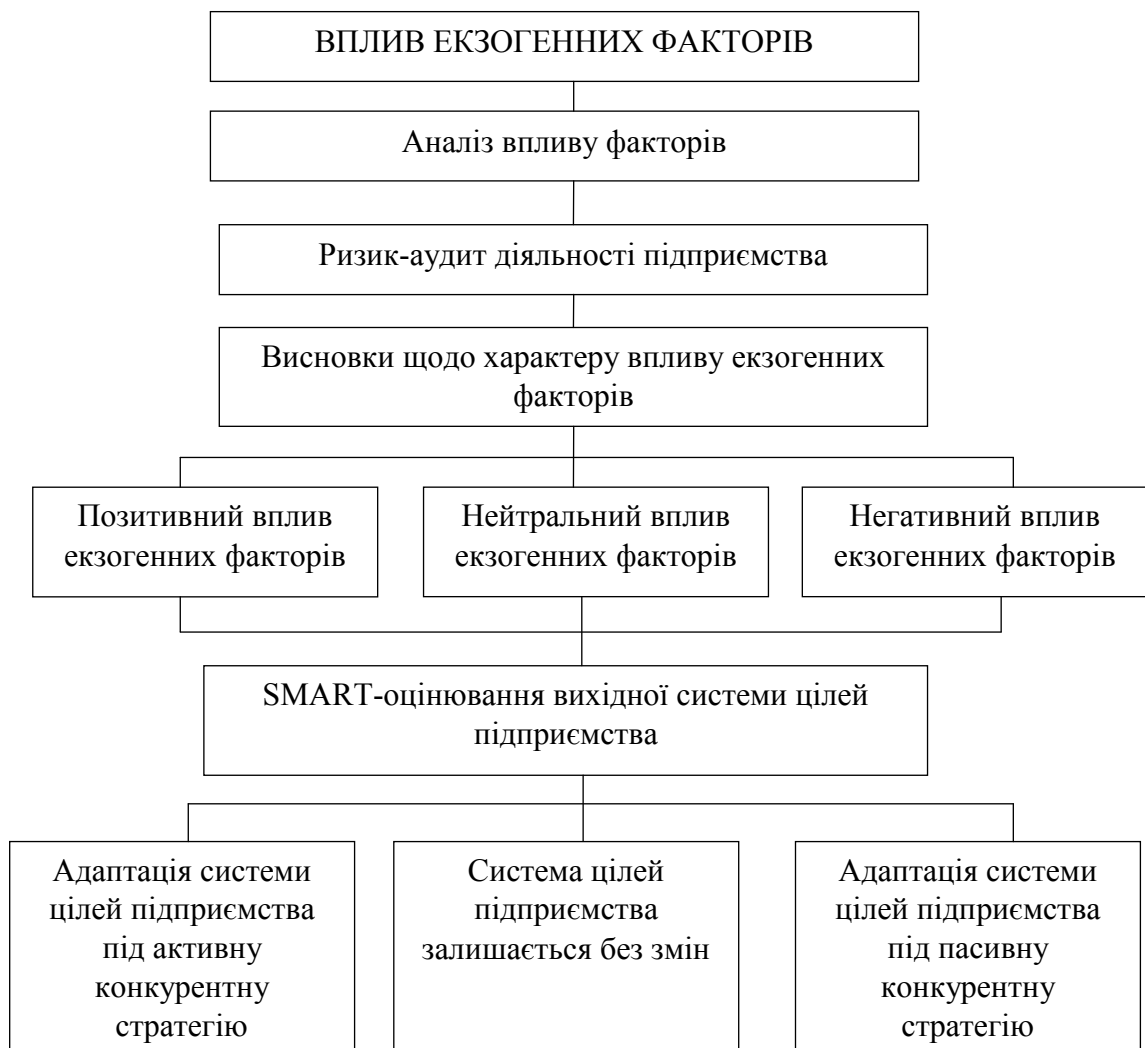 ВПЛИВ ЕКЗОГЕННИХ ФАКТОРІВ
Аналіз впливу факторів
Ризик-аудит діяльності підприємства
Висновки щодо характеру впливу екзогенних
факторів
Позитивний вплив
екзогенних факторів
Нейтральний вплив
екзогенних факторів
Негативний вплив
екзогенних факторів
SMART-оцінювання вихідної системи цілей
підприємства
Адаптація системи
цілей підприємства
під активну
конкурентну
стратегію
Система цілей
підприємства
залишається без змін
Адаптація системи
цілей підприємства
під пасивну
конкурентну
стратегію